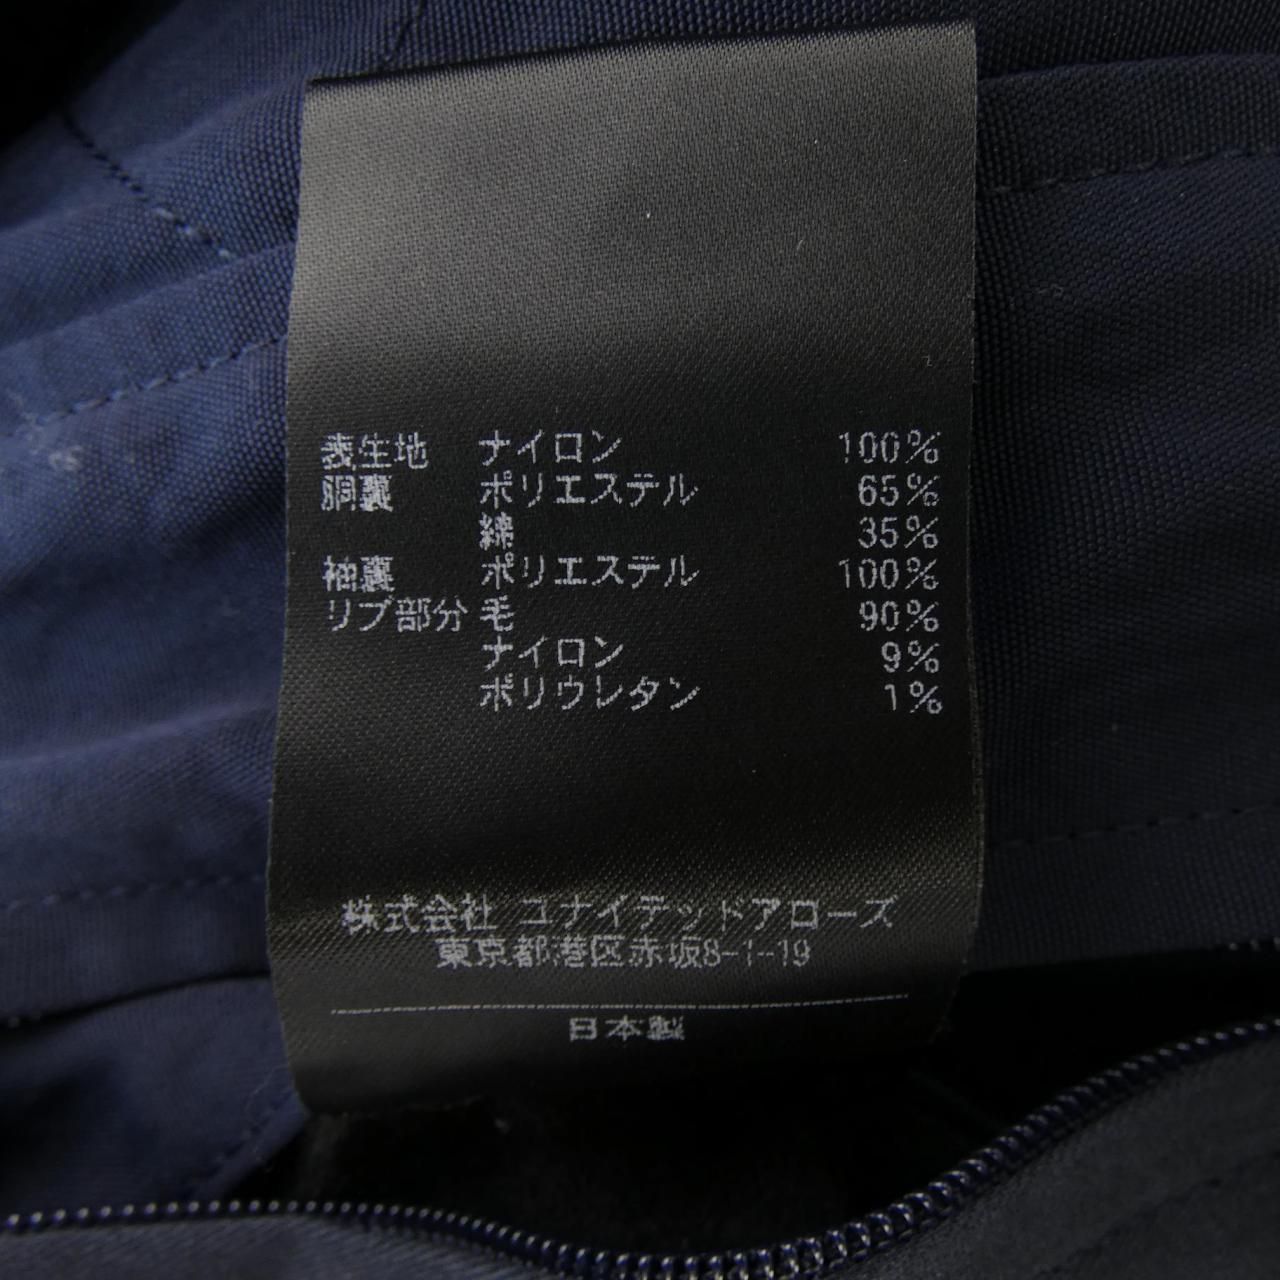 表生地 ナイロン 100%
胴裏 ポリエステル 65%
綿 35%
袖裏 ポリエステル 100%
リブ部分 毛 90%
ナイロン 9%
ポリウレタン 1%
株式会社 ユナイテッドアローズ
東京都港区赤坂8-1-19
日本製